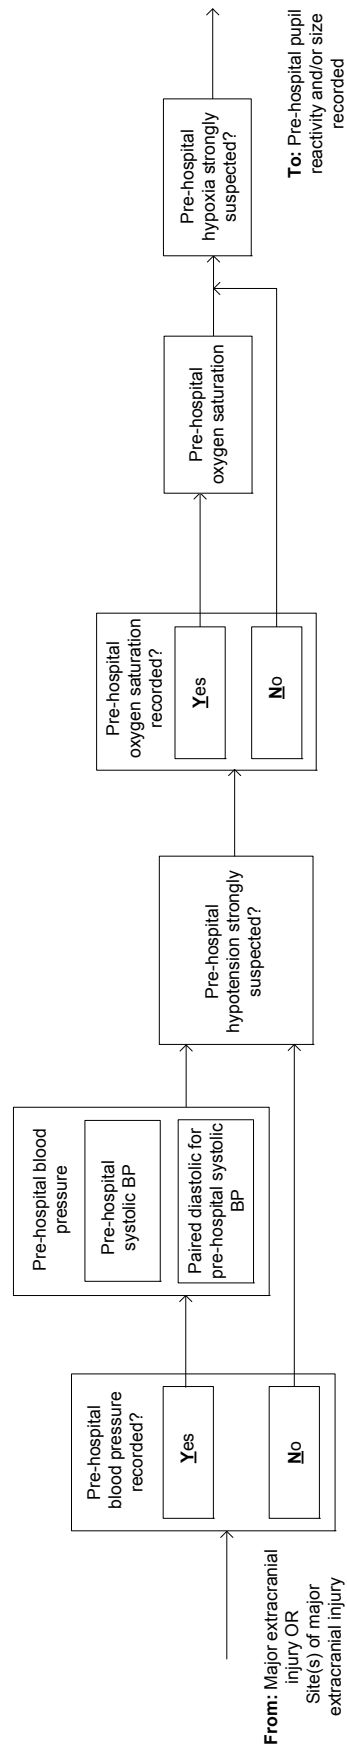 From: Major extracranial
injury OR
Site(s) of major
extracranial injury
Pre-hospital
blood pressure
recorded?
Yes
No
Pre-hospital blood
pressure
Pre-hospital
systolic BP
Paired diastolic for
pre-hospital systolic
BP
Pre-hospital
hypotension strongly
suspected?
Pre-hospital
oxygen saturation
recorded?
Yes
No
Pre-hospital
oxygen saturation
Pre-hospital
hypoxia strongly
suspected?
To: Pre-hospital pupil
reactivity and/or size
recorded